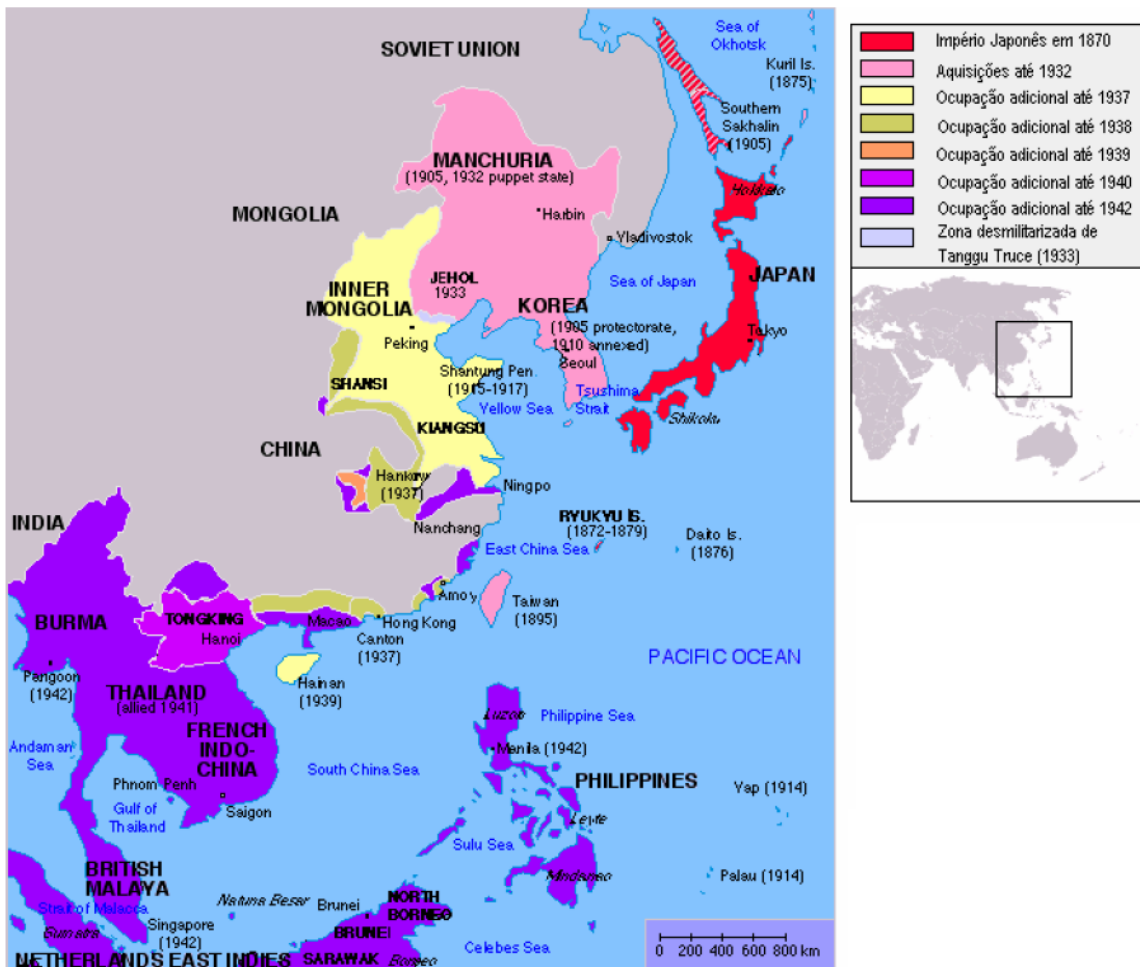 SOVIET UNION
Sea of
Okhotsk
Kuril Is.
(1875)
Southern
Sakhalin
(1905)
MANCHURIA
(1905, 1932 puppet state)
Harbin
Hokkaido
MONGOLIA
Vladivostok
JEHOL
1933
Sea of Japan
JAPAN
INNER
MONGOLIA
KOREA
(1905 protectorate,
1910 annexed)
Seoul
Tokyo
Peking
Shantung Pen.
(1915-1917)
SHANSI
Tsushima
Strait
Yellow Sea
Shikoku
KIANGSU
CHINA
Hankow
(1937)
Ningpo
Nanchang
INDIA
RYUKYU IS.
(1872-1879)
Daito Is.
(1876)
East China Sea
Amoy
Taiwan
(1895)
BURMA
TONGKING
Hanoi
Macao
Hong Kong
Canton
(1937)
PACIFIC OCEAN
Rangoon
(1942)
Hainan
(1939)
THAILAND
(allied 1941)
Luzon
Philippine Sea
FRENCH
INDO-
CHINA
Manila (1942)
Andaman
Sea
South China Sea
PHILIPPINES
Phnom Penh
Yap (1914)
Gulf of
Thailand
Saigon
Leyte
Sulu Sea
BRITISH
MALAYA
Mindanao
Palau (1914)
Strait of Malacca
Natuna Besar
Brunei
NORTH
BORNEO
Sumatra
Singapore
(1942)
BRUNEI
Celebes Sea
NETHERLANDS EAST INDIES
SARAWAK
Borneo
0 200 400 600 800 km
Império Japonês em 1870
Aquisições até 1932
Ocupação adicional até 1937
Ocupação adicional até 1938
Ocupação adicional até 1939
Ocupação adicional até 1940
Ocupação adicional até 1942
Zona desmilitarizada de
Tanggu Truce (1933)